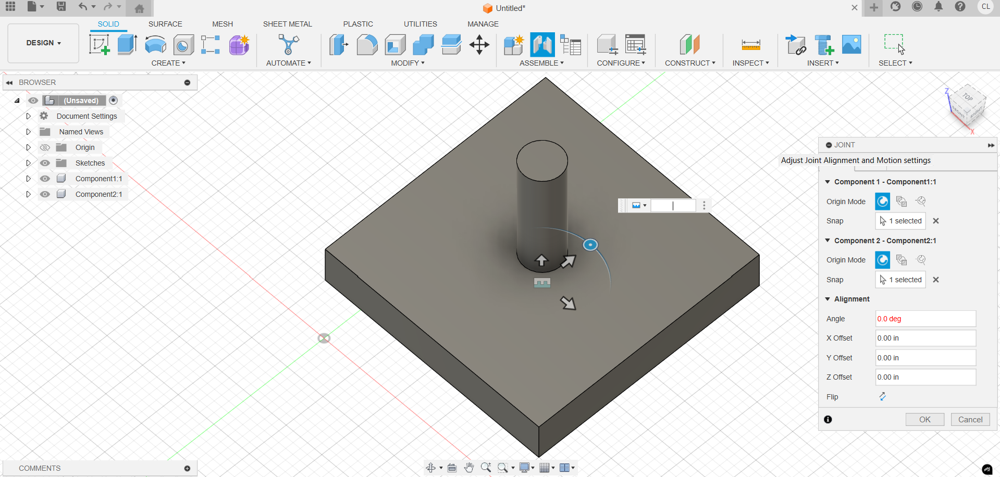 Untitled*
CL
DESIGN
SOLID
SURFACE
MESH
SHEET METAL
PLASTIC
UTILITIES
MANAGE
CREATE
AUTOMATE
MODIFY
ASSEMBLE
CONFIGURE
CONSTRUCT
INSPECT
INSERT
SELECT
BROWSER
(Unsaved)
Document Settings
Named Views
Origin
Sketches
Component1:1
Component2:1
Z
TOP
FRONT
RIGHT
X
JOINT
Adjust Joint Alignment and Motion settings
Component 1 - Component1:1
Origin Mode
Snap
1 selected
Component 2 - Component2:1
Origin Mode
Snap
1 selected
Alignment
Angle
0.0 deg
X Offset
0.00 in
Y Offset
0.00 in
Z Offset
0.00 in
Flip
OK
Cancel
COMMENTS